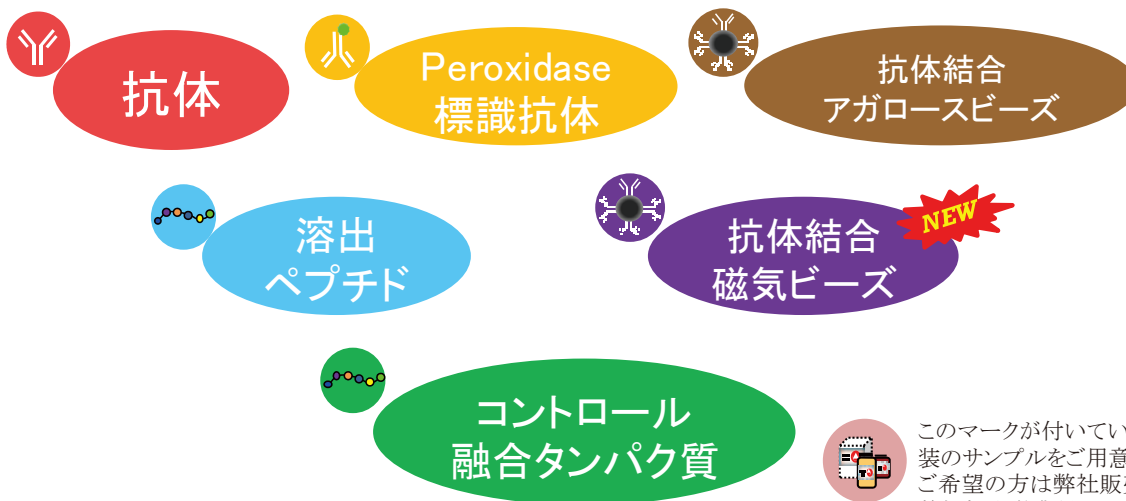 抗体
Peroxidase
標識抗体
抗体結合
アガロースビーズ
溶出
ペプチド
抗体結合
磁気ビーズ
NEW
コントロール
融合タンパク質
このマークが付いてい
装のサンプルをご用意
ご希望の方は弊社販